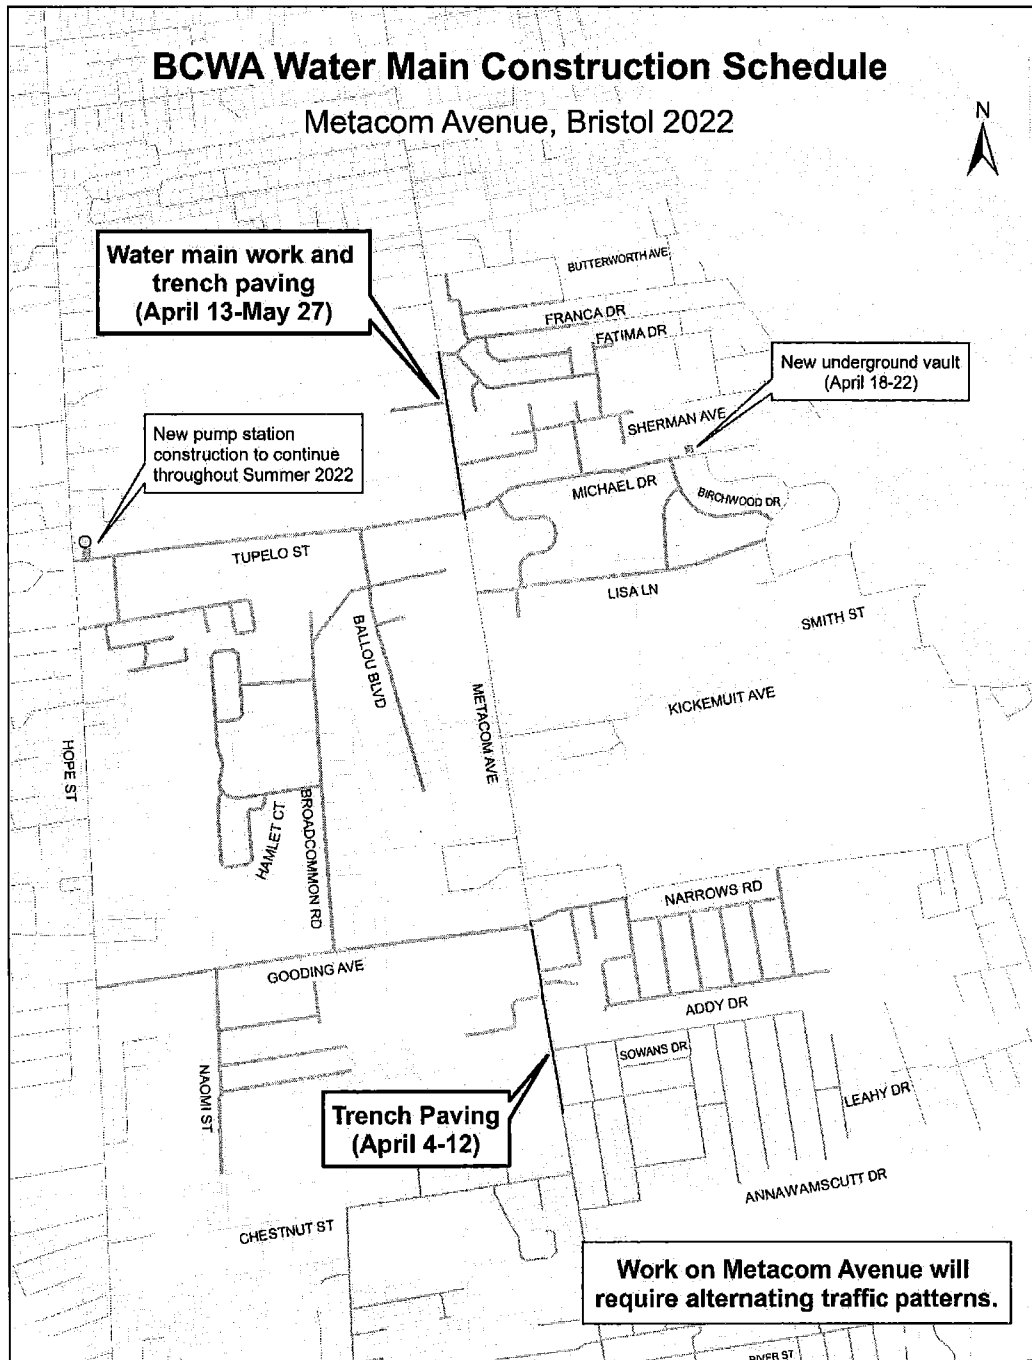 BCWA Water Main Construction Schedule
Metacom Avenue, Bristol 2022
N
Water main work and
trench paving
(April 13-May 27)
BUTTERWORTH AVE
FRANCA DR
FATIMA DR
New underground vault
(April 18-22)
SHERMAN AVE
New pump station
construction to continue
throughout Summer 2022
MICHAEL DR
BIRCHWOOD DR
TUPELO ST
LISA LN
SMITH ST
BALLOU BLVD
METACOM AVE
KICKEMUIT AVE
HOPE ST
HAMLET CT
BROADCOMMON RD
NARROWS RD
GOODING AVE
ADDY DR
SOWANS DR
NAOMI ST
LEAHY DR
Trench Paving
(April 4-12)
ANNAWAMSCUTT DR
CHESTNUT ST
Work on Metacom Avenue will
require alternating traffic patterns.
RIVER ST